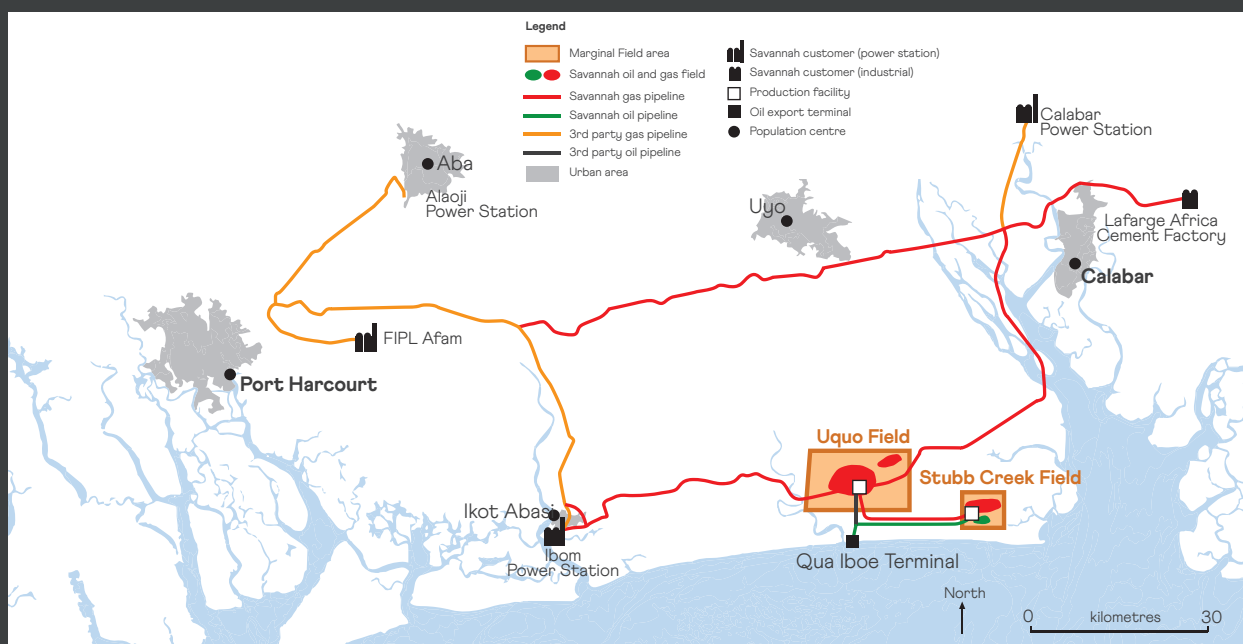 Legend
Marginal Field area
Savannah oil and gas field
Savannah gas pipeline
Savannah oil pipeline
3rd party gas pipeline
3rd party oil pipeline
Urban area
Savannah customer (power station)
Savannah customer (industrial)
Production facility
Oil export terminal
Population centre
Calabar
Power Station
Aba
Alaoji
Power Station
Uyo
Lafarge Africa
Cement Factory
Calabar
FIPL Afam
Port Harcourt
Uquo Field
Stubb Creek Field
Ikot Abasi
Ibom
Power Station
Qua Iboe Terminal
North
0 kilometres 30